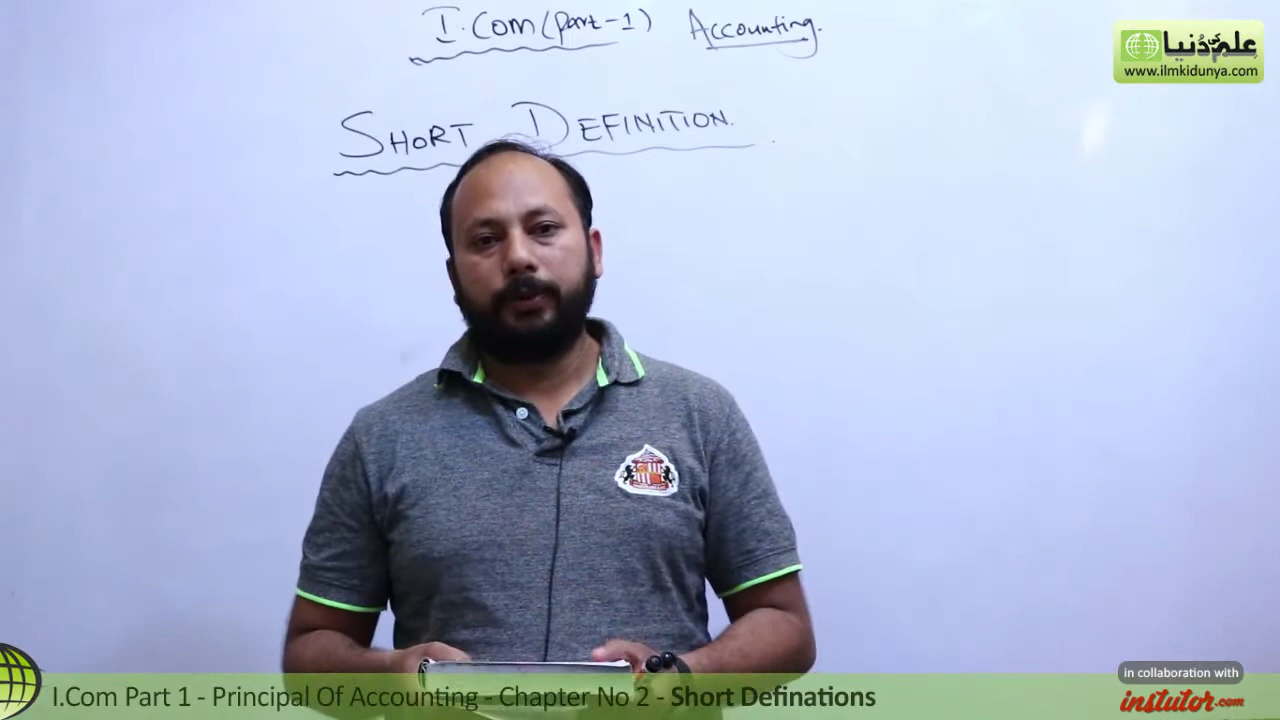 I.Com (part-1) Accounting.
SHORT DEFINITION.
علم کی دُنیا
www.ilmkidunya.com
in collaboration with
instutor.com
I.Com Part 1 - Principal Of Accounting - Chapter No 2 - Short Definations